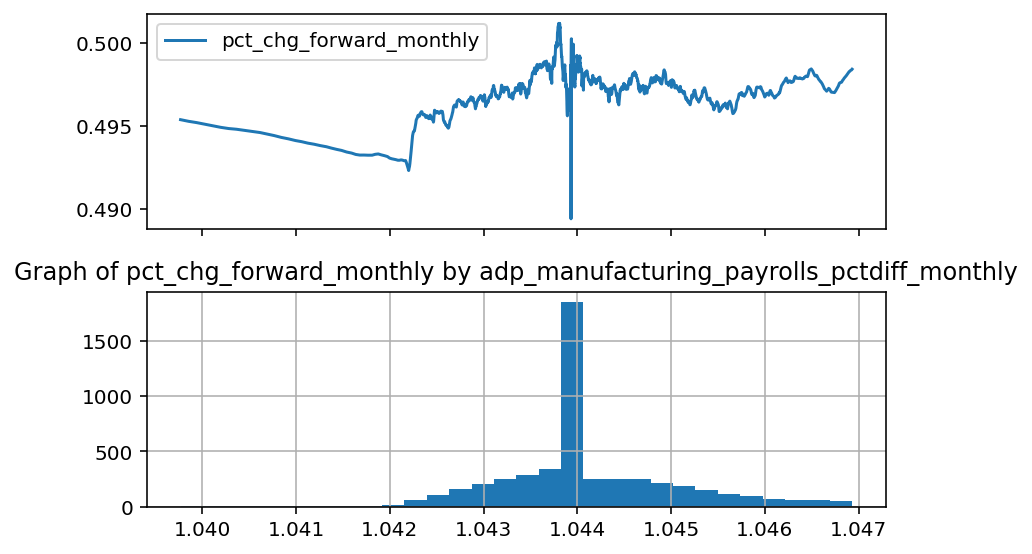 pct_chg_forward_monthly
0.500
0.495
0.490
Graph of pct_chg_forward_monthly by adp_manufacturing_payrolls_pctdiff_monthly
1500
1000
500
0
1.040 1.041 1.042 1.043 1.044 1.045 1.046 1.047